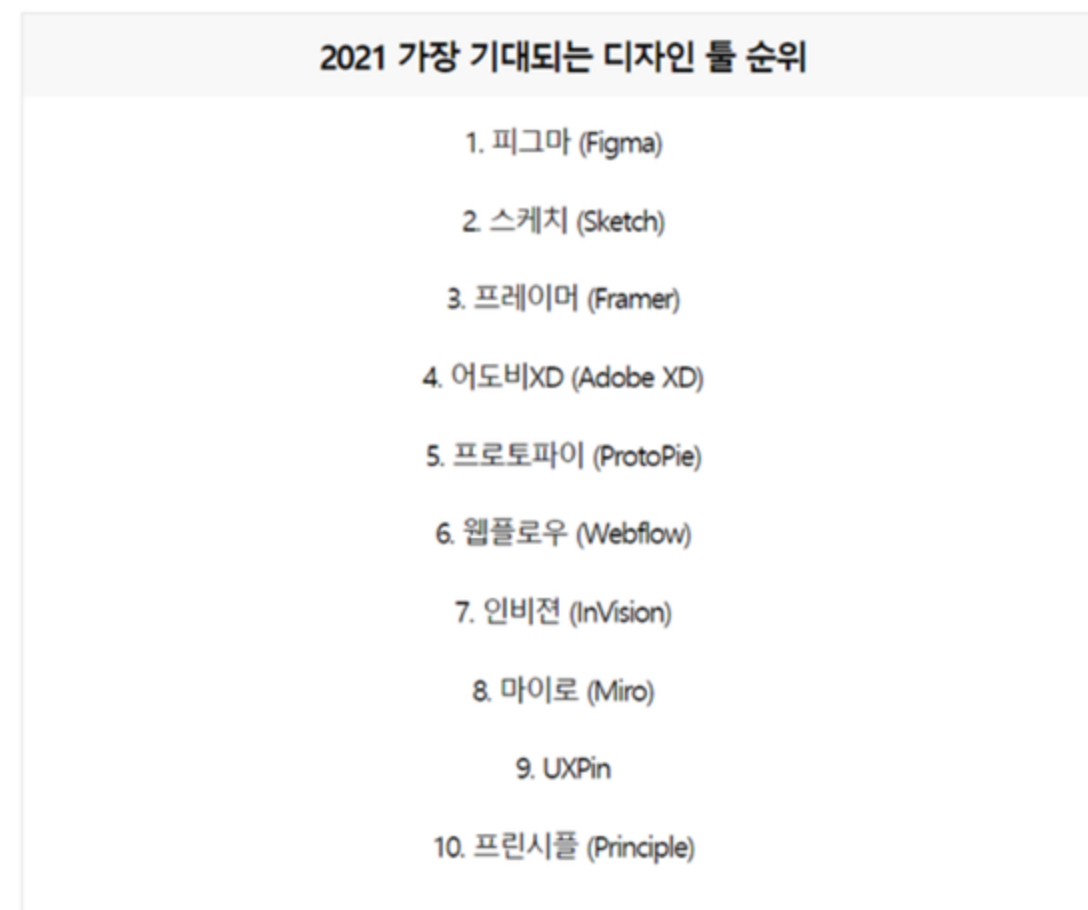 2021 가장 기대되는 디자인 툴 순위
1. 피그마 (Figma)
2. 스케치 (Sketch)
3. 프레이머 (Framer)
4. 어도비XD (Adobe XD)
5. 프로토파이 (ProtoPie)
6. 웹플로우 (Webflow)
7. 인비젼 (InVision)
8. 마이로 (Miro)
9. UXPin
10. 프린시플 (Principle)